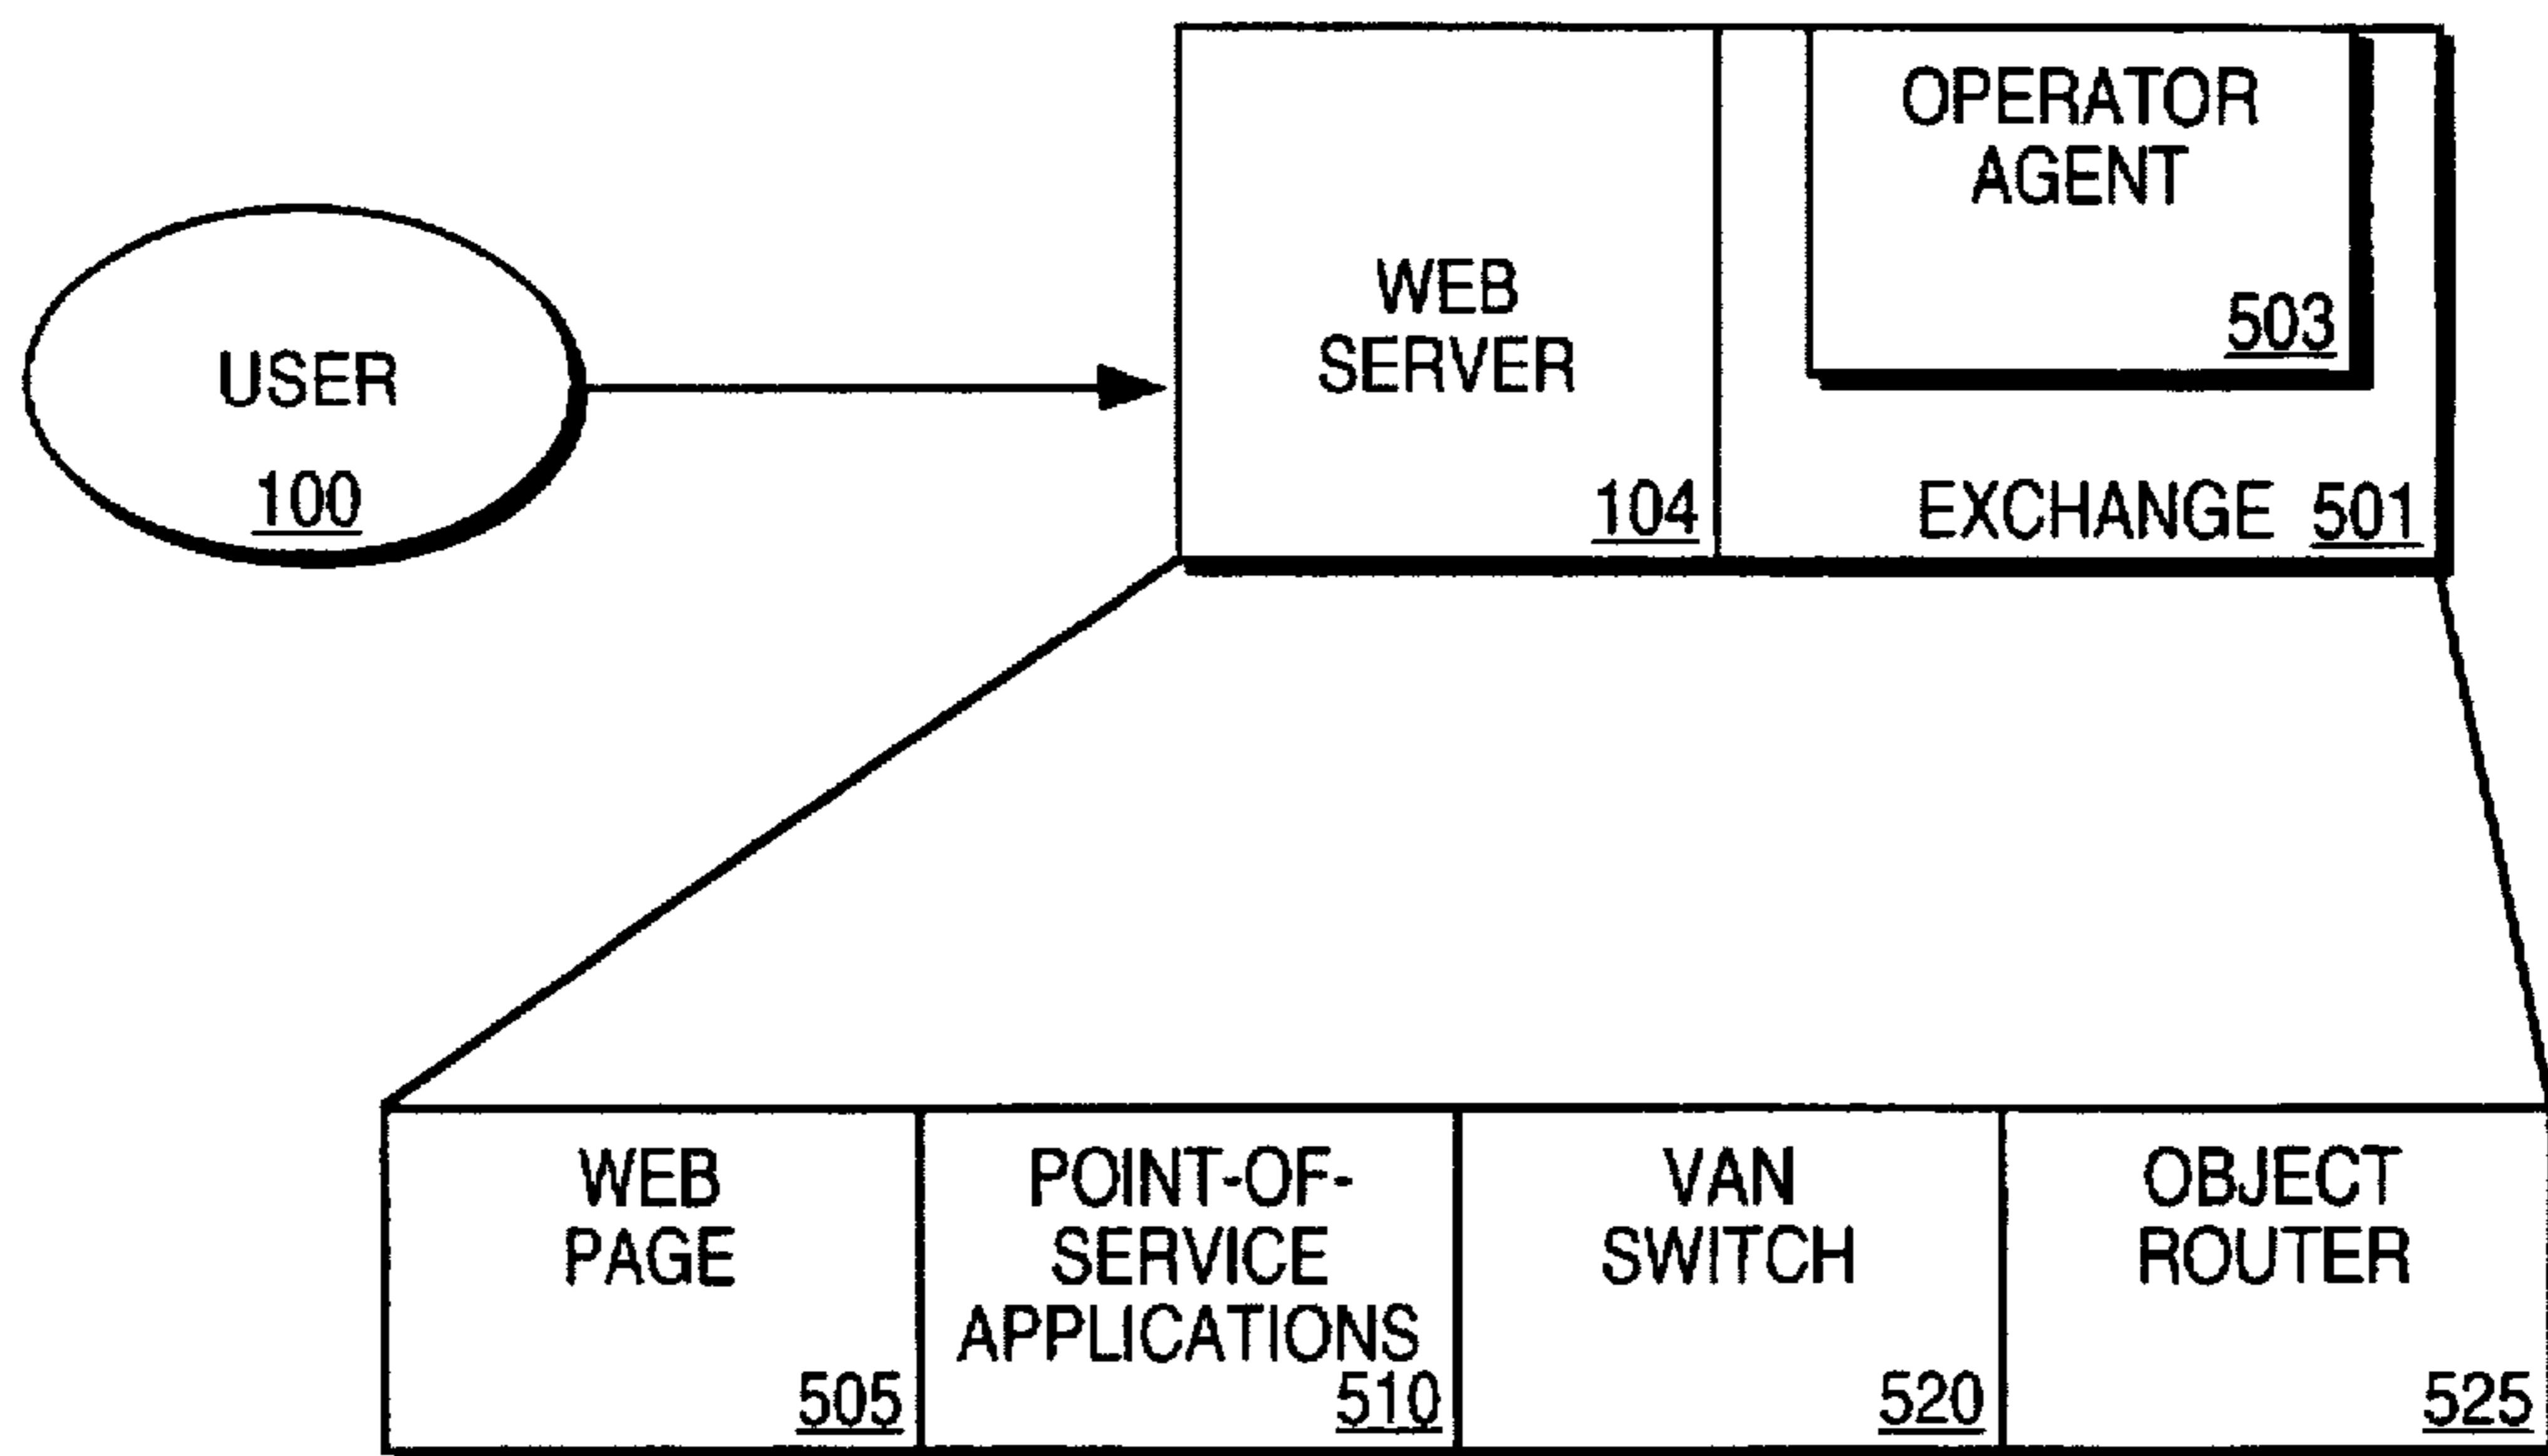 USER
100
WEB
SERVER
104
OPERATOR
AGENT
503
EXCHANGE 501
WEB
PAGE
505
POINT-OF-
SERVICE
APPLICATIONS
510
VAN
SWITCH
520
OBJECT
ROUTER
525